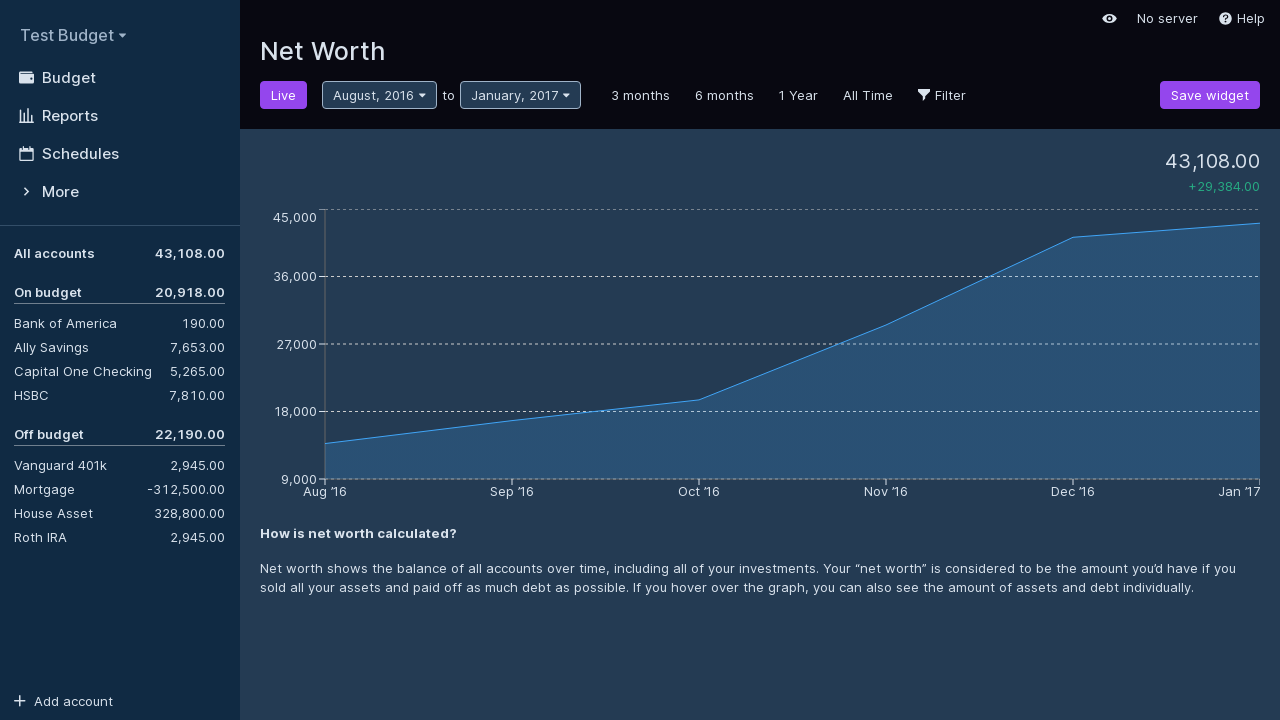 Test Budget
Budget
Reports
Schedules
More
All accounts 43,108.00
On budget 20,918.00
Bank of America 190.00
Ally Savings 7,653.00
Capital One Checking 5,265.00
HSBC 7,810.00
Off budget 22,190.00
Vanguard 401k 2,945.00
Mortgage -312,500.00
House Asset 328,800.00
Roth IRA 2,945.00
Add account
No server Help
Net Worth
Live August, 2016 to January, 2017 3 months 6 months 1 Year All Time Filter Save widget
43,108.00
+29,384.00
45,000
36,000
27,000
18,000
9,000
Aug ‘16 Sep ‘16 Oct ‘16 Nov ‘16 Dec ‘16 Jan ‘17
How is net worth calculated?
Net worth shows the balance of all accounts over time, including all of your investments. Your “net worth” is considered to be the amount you’d have if you
sold all your assets and paid off as much debt as possible. If you hover over the graph, you can also see the amount of assets and debt individually.